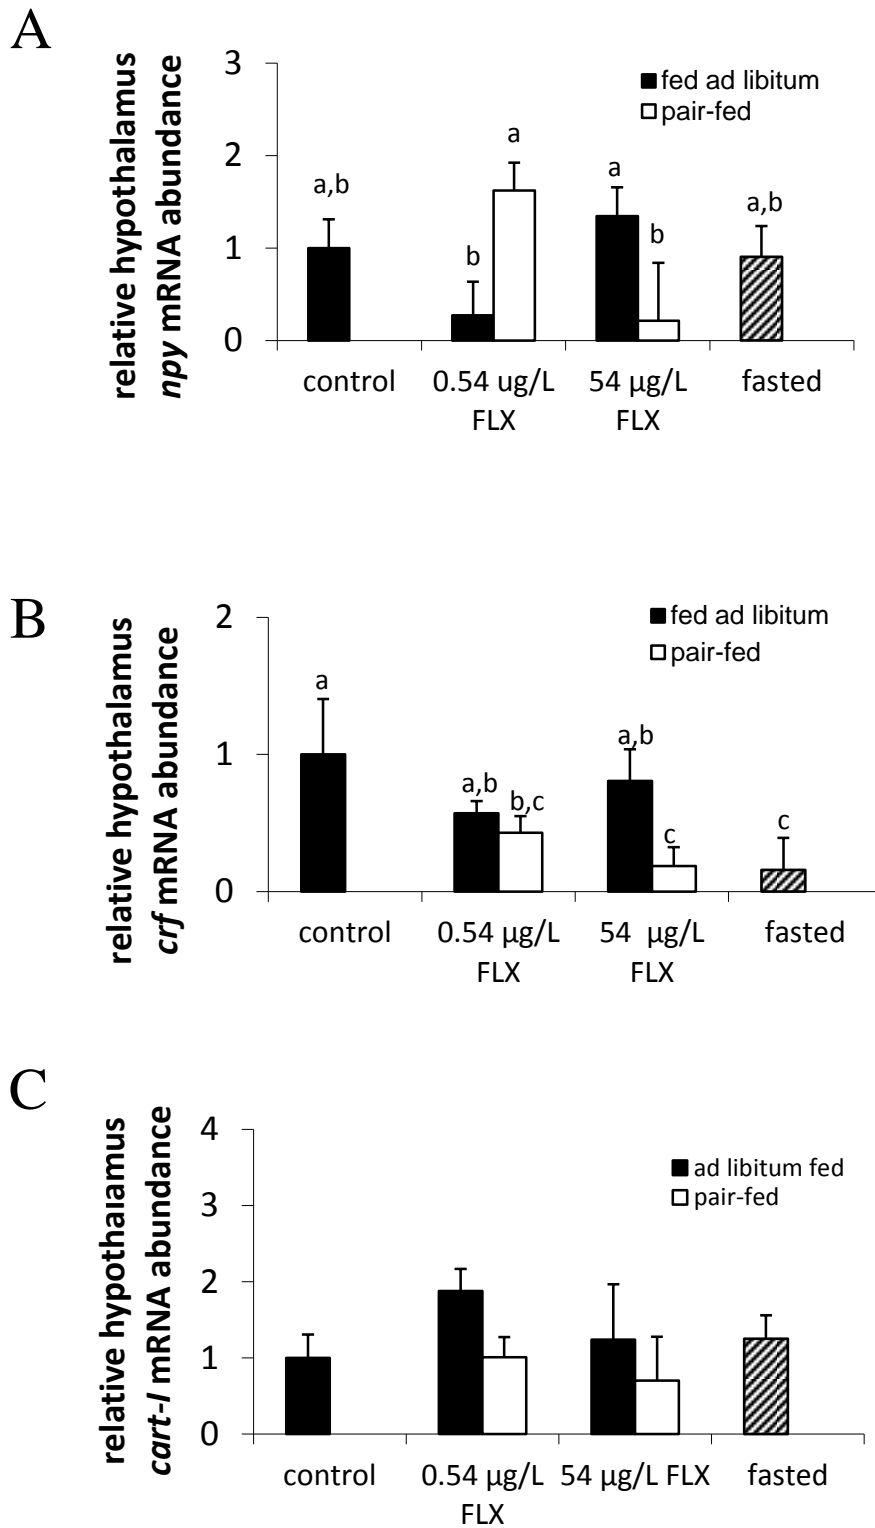 A
relative hypothalamus
npy mRNA abundance
3
2
1
0
fed ad libitum
pair-fed
a,b
b
a
a
b
a,b
control
0.54 ug/L
FLX
54 µg/L
FLX
fasted
B
relative hypothalamus
crf mRNA abundance
2
1
0
fed ad libitum
pair-fed
a
a,b
b,c
a,b
c
c
control
0.54 µg/L
FLX
54 µg/L
FLX
fasted
C
relative hypothalamus
cart-I mRNA abundance
4
3
2
1
0
ad libitum fed
pair-fed
control
0.54 µg/L
FLX
54 µg/L FLX
fasted